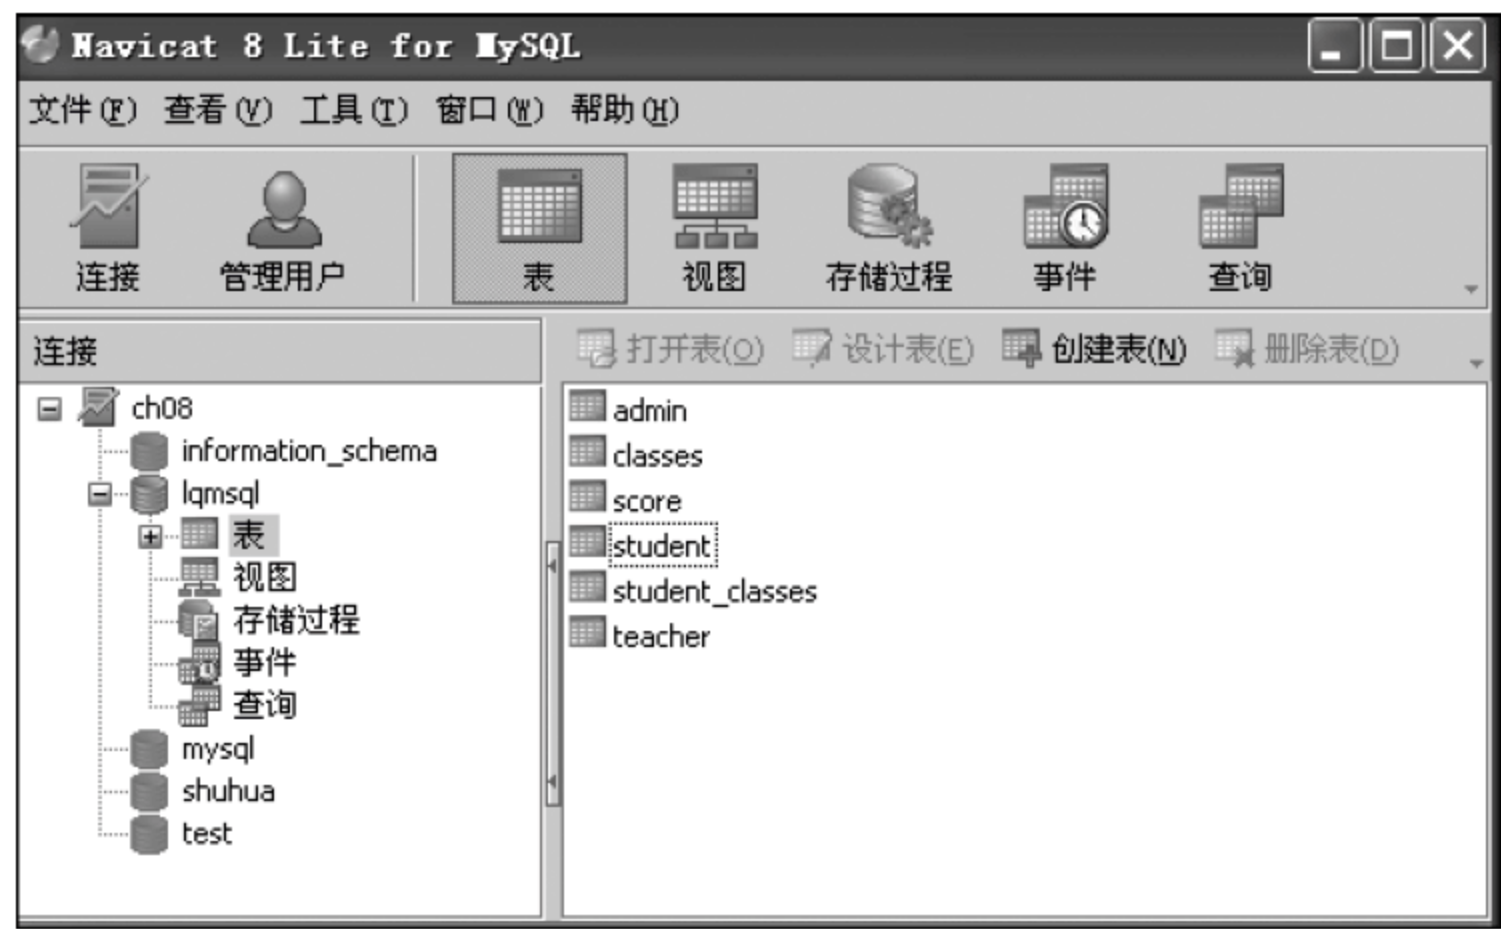 Navicat 8 Lite for MySQL
文件(F) 查看(V) 工具(T) 窗口(W) 帮助(H)
连接 管理用户 表 视图 存储过程 事件 查询
连接
打开表(O) 设计表(E) 创建表(N) 删除表(D)
ch08
information_schema
lqmsql
表
视图
存储过程
事件
查询
mysql
shuhua
test
admin
classes
score
student
student_classes
teacher